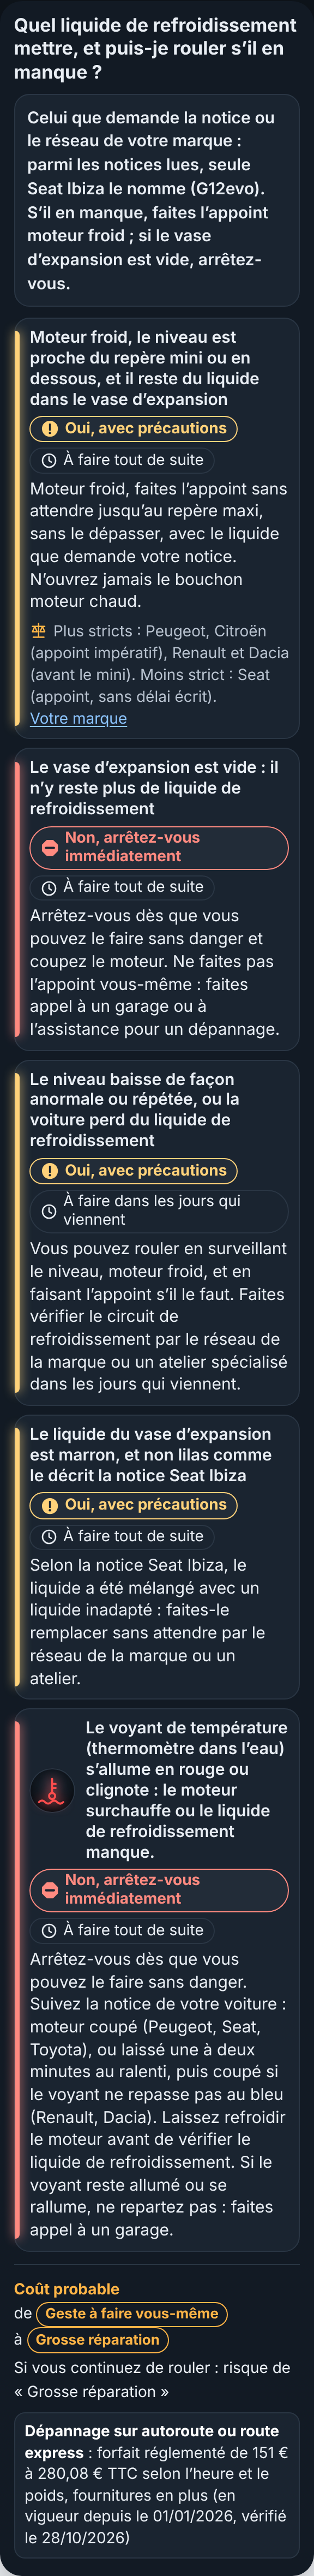 Quel liquide de refroidissement
mettre, et puis-je rouler s’il en
manque ?
Celui que demande la notice ou
le réseau de votre marque :
parmi les notices lues, seule
Seat Ibiza le nomme (G12evo).
S’il en manque, faites l’appoint
moteur froid ; si le vase
d’expansion est vide, arrêtez-
vous.
Moteur froid, le niveau est
proche du repère mini ou en
dessous, et il reste du liquide
dans le vase d’expansion
Oui, avec précautions
À faire tout de suite
Moteur froid, faites l’appoint sans
attendre jusqu’au repère maxi,
sans le dépasser, avec le liquide
que demande votre notice.
N’ouvrez jamais le bouchon
moteur chaud.
Plus stricts : Peugeot, Citroën
(appoint impératif), Renault et Dacia
(avant le mini). Moins strict : Seat
(appoint, sans délai écrit).
Votre marque
Le vase d’expansion est vide : il
n’y reste plus de liquide de
refroidissement
Non, arrêtez-vous
immédiatement
À faire tout de suite
Arrêtez-vous dès que vous
pouvez le faire sans danger et
coupez le moteur. Ne faites pas
l’appoint vous-même : faites
appel à un garage ou à
l’assistance pour un dépannage.
Le niveau baisse de façon
anormale ou répétée, ou la
voiture perd du liquide de
refroidissement
Oui, avec précautions
À faire dans les jours qui
viennent
Vous pouvez rouler en surveillant
le niveau, moteur froid, et en
faisant l’appoint s’il le faut. Faites
vérifier le circuit de
refroidissement par le réseau de
la marque ou un atelier spécialisé
dans les jours qui viennent.
Le liquide du vase d’expansion
est marron, et non lilas comme
le décrit la notice Seat Ibiza
Oui, avec précautions
À faire tout de suite
Selon la notice Seat Ibiza, le
liquide a été mélangé avec un
liquide inadapté : faites-le
remplacer sans attendre par le
réseau de la marque ou un
atelier.
Le voyant de température
(thermomètre dans l’eau)
s’allume en rouge ou
clignote : le moteur
surchauffe ou le liquide
de refroidissement
manque.
Non, arrêtez-vous
immédiatement
À faire tout de suite
Arrêtez-vous dès que vous
pouvez le faire sans danger.
Suivez la notice de votre voiture :
moteur coupé (Peugeot, Seat,
Toyota), ou laissé une à deux
minutes au ralenti, puis coupé si
le voyant ne repasse pas au bleu
(Renault, Dacia). Laissez refroidir
le moteur avant de vérifier le
liquide de refroidissement. Si le
voyant reste allumé ou se
rallume, ne repartez pas : faites
appel à un garage.
Coût probable
de Geste à faire vous-même
à Grosse réparation
Si vous continuez de rouler : risque de
« Grosse réparation »
Dépannage sur autoroute ou route
express : forfait réglementé de 151 €
à 280,08 € TTC selon l’heure et le
poids, fournitures en plus (en
vigueur depuis le 01/01/2026, vérifié
le 28/10/2026)